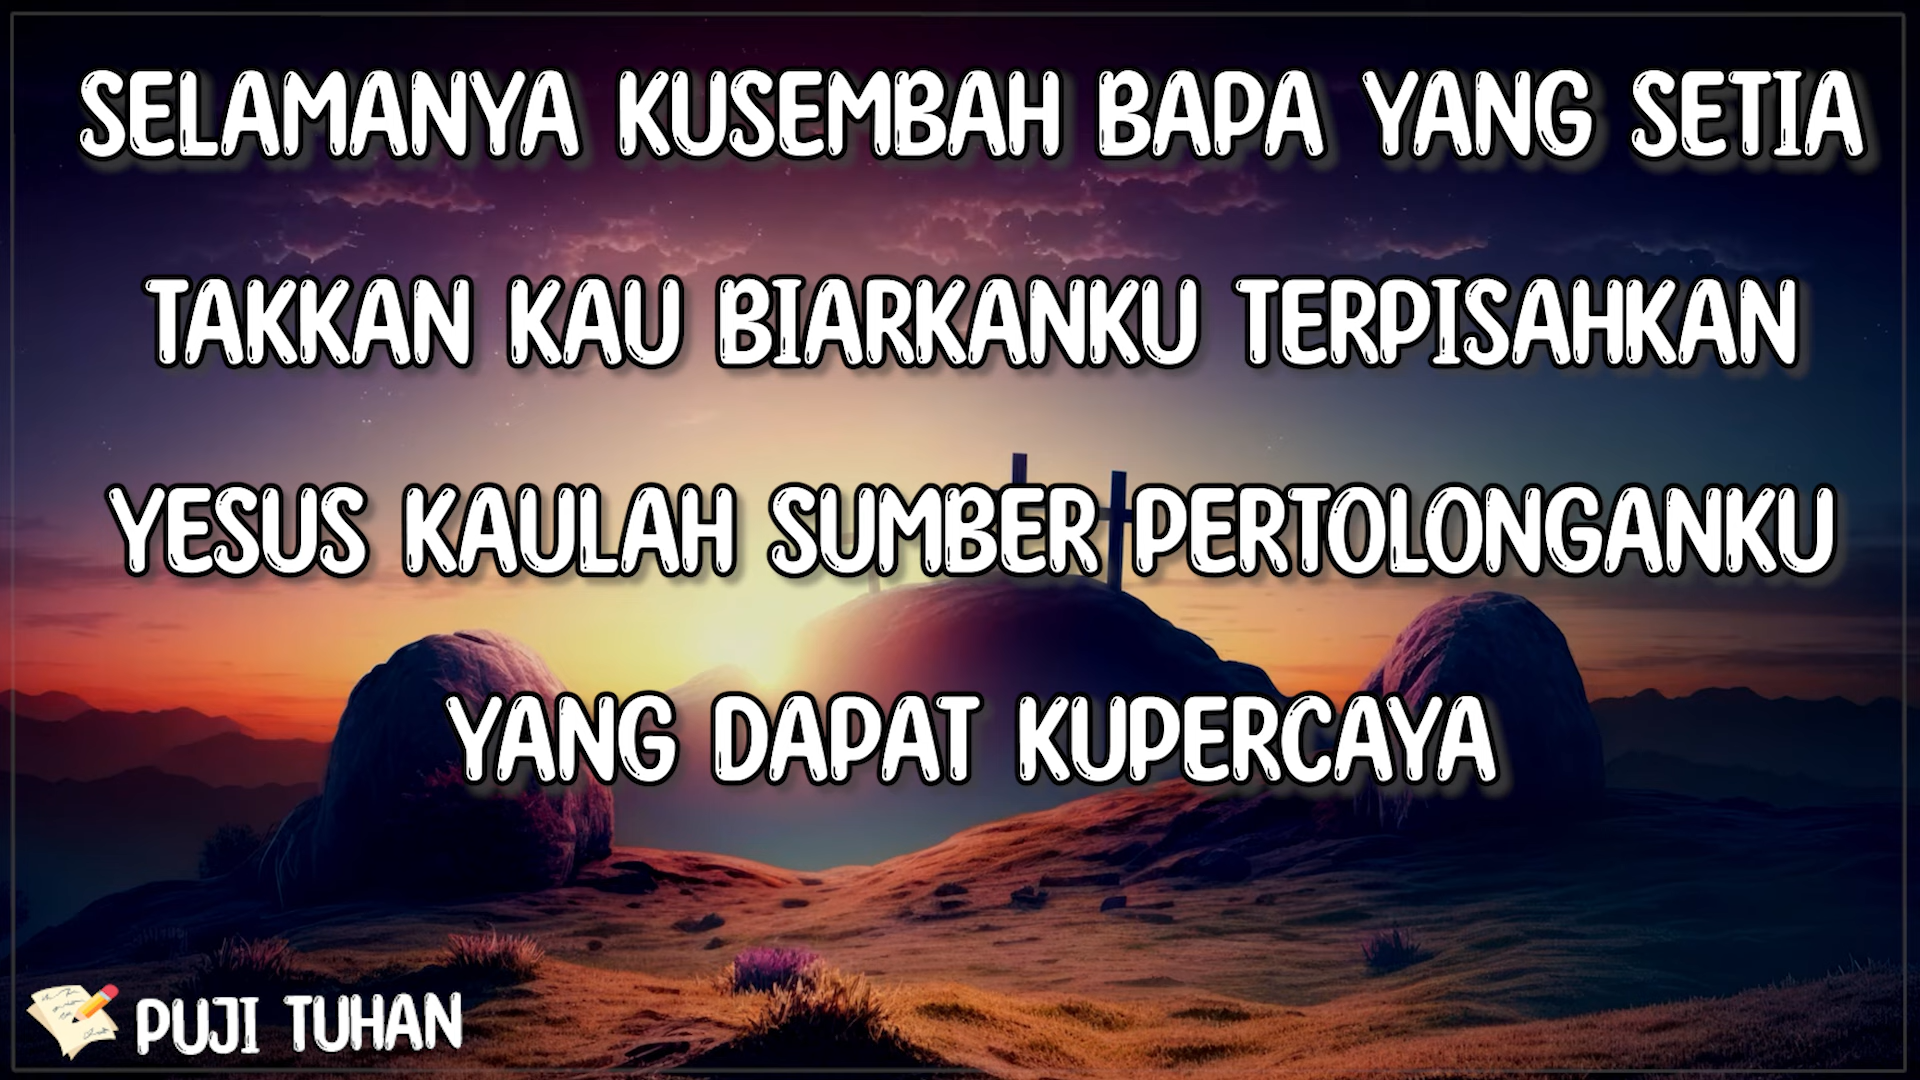 SELAMANYA KUSEMBAH BAPA YANG SETIA
TAKKAN KAU BIARKANKU TERPISAHKAN
YESUS KAULAH SUMBER PERTOLONGANKU
YANG DAPAT KUPERCAYA
PUJI TUHAN